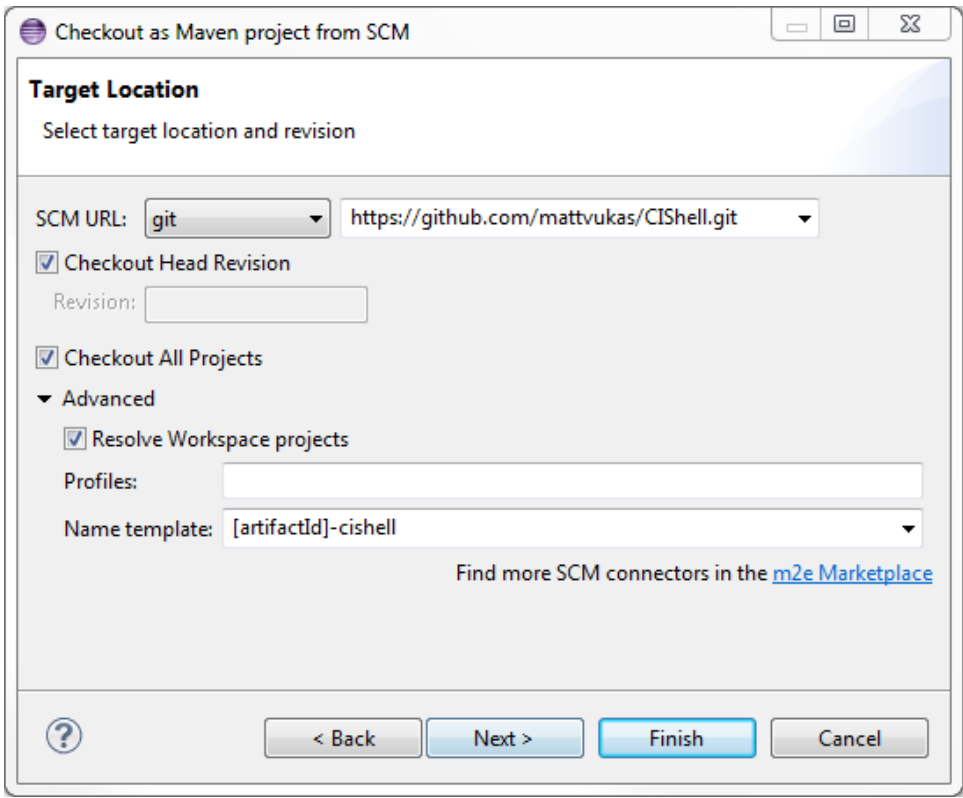 Checkout as Maven project from SCM
Target Location
Select target location and revision
SCM URL: git https://github.com/mattvukas/CIShell.git
Checkout Head Revision
Revision:
Checkout All Projects
Advanced
Resolve Workspace projects
Profiles:
Name template: [artifactId]-cishell
Find more SCM connectors in the m2e Marketplace
? < Back Next > Finish Cancel